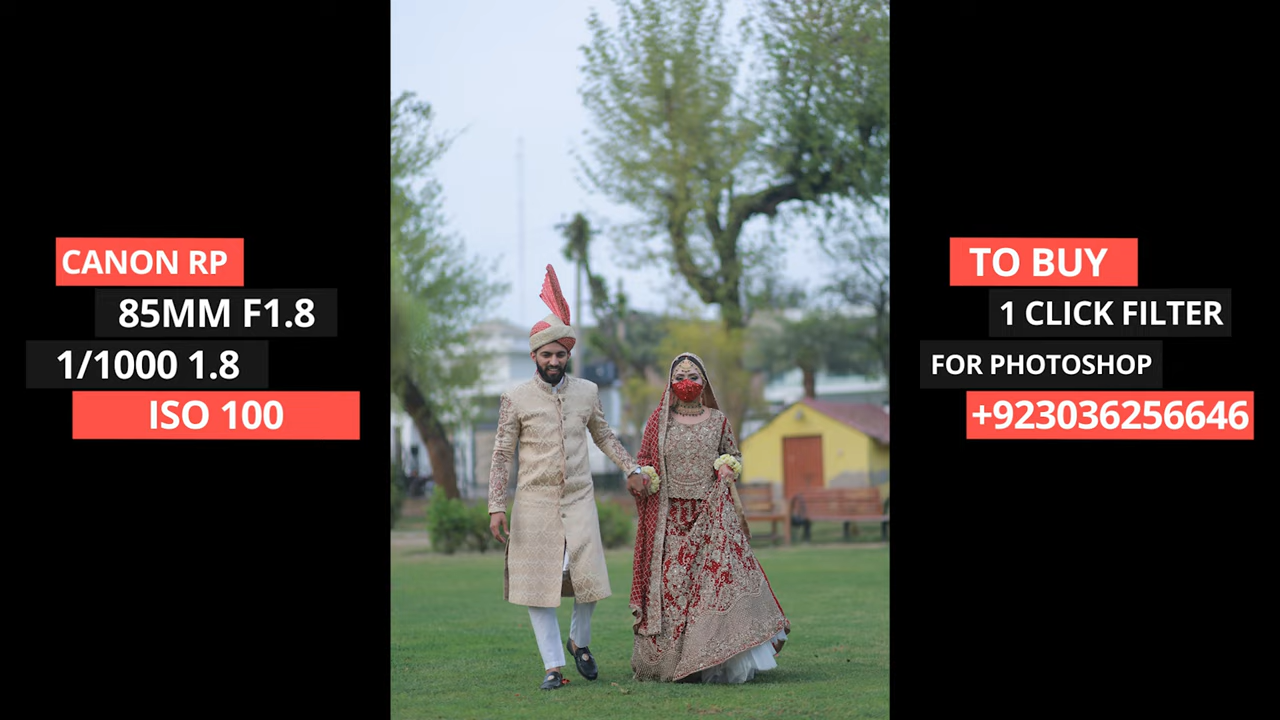 CANON RP
85MM F1.8
1/1000 1.8
ISO 100
TO BUY
1 CLICK FILTER
FOR PHOTOSHOP
+923036256646